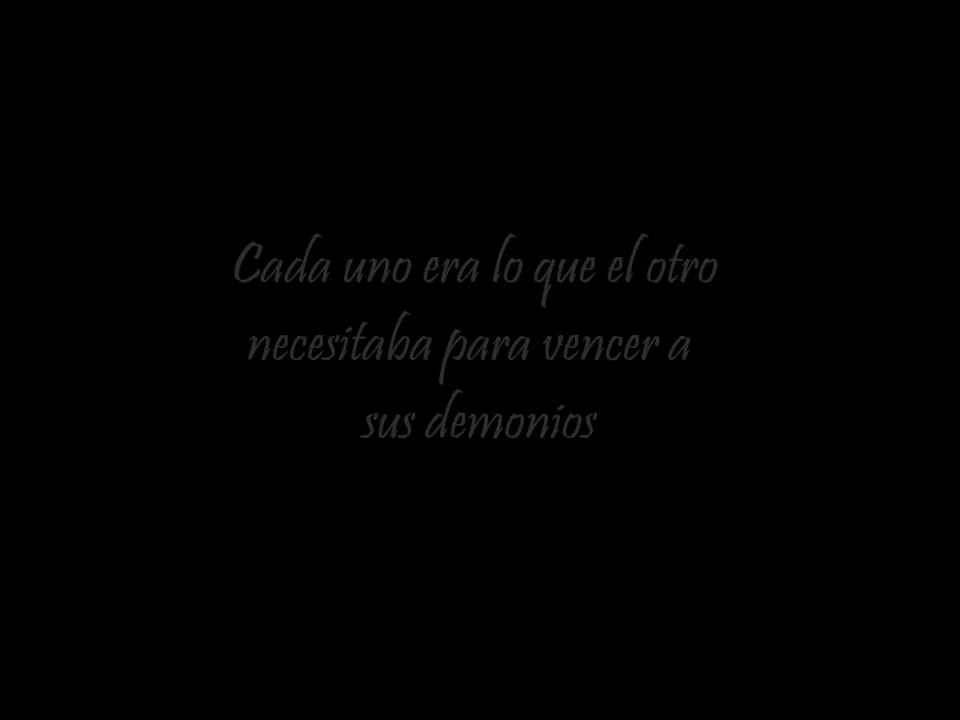 Cada uno era lo que el otro
necesitaba para vencer a
sus demonios